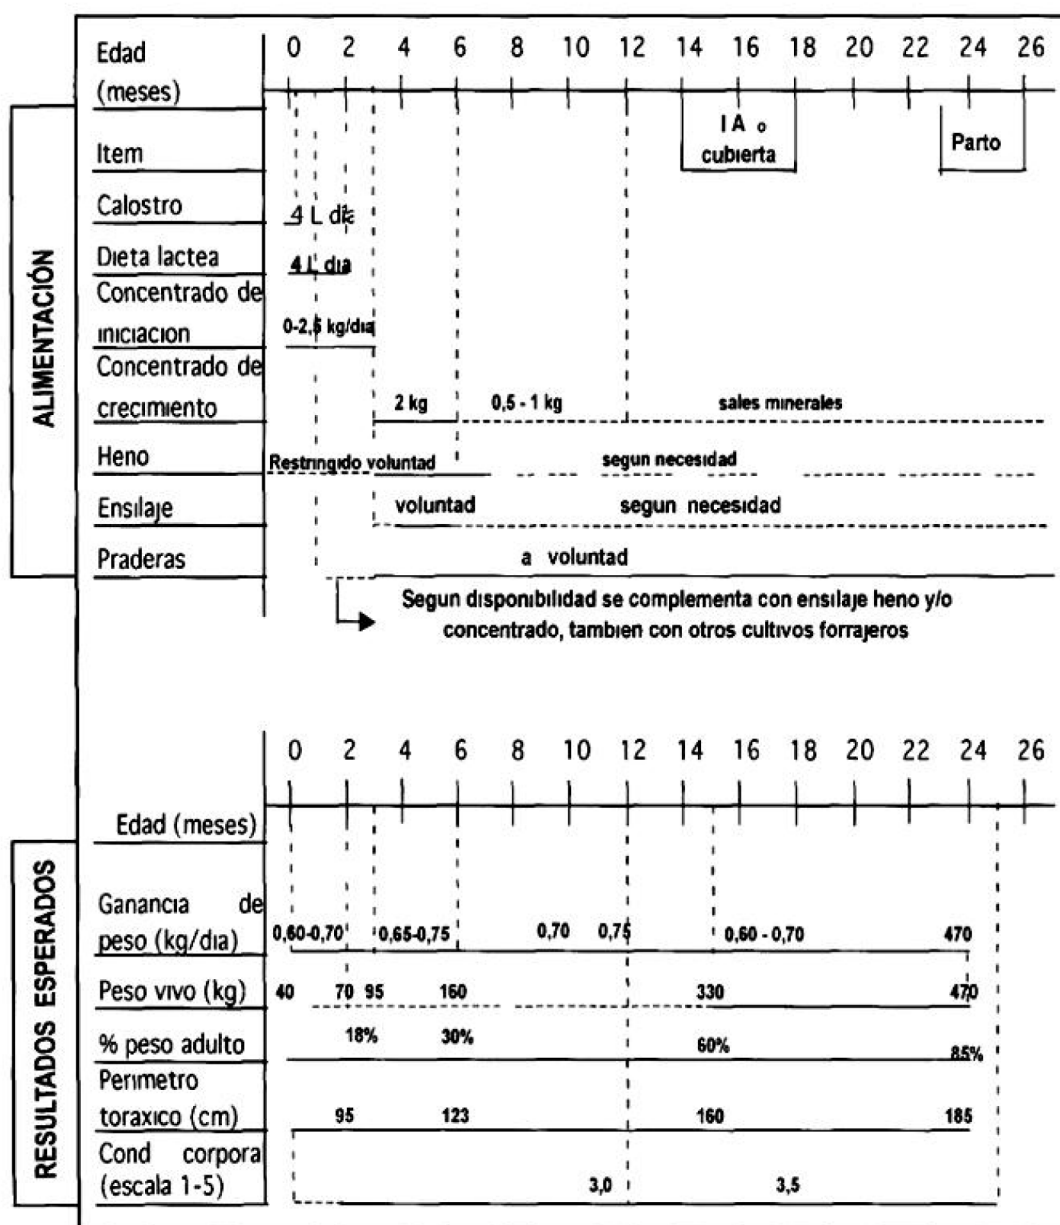 Edad
(meses)
0 2 4 6 8 10 12 14 16 18 20 22 24 26
ALIMENTACIÓN
Item
I A o
cubierta
Parto
Calostro
4 L dia
Dieta lactea
4 L dia
Concentrado de
iniciacion
0-2,5 kg/dia
Concentrado de
crecimiento
2 kg
0,5 - 1 kg
sales minerales
Heno
Restringido voluntad
segun necesidad
Ensilaje
voluntad
segun necesidad
Praderas
a voluntad
Segun disponibilidad se complementa con ensilaje heno y/o
concentrado, tambien con otros cultivos forrajeros
0 2 4 6 8 10 12 14 16 18 20 22 24 26
Edad (meses)
RESULTADOS ESPERADOS
Ganancia de
peso (kg/dia)
0,60-0,70 0,65-0,75 0,70 0,75 0,60 - 0,70 470
Peso vivo (kg) 40 70 95 160 330 470
% peso adulto 18% 30% 60% 85%
Perimetro
toraxico (cm) 95 123 160 185
Cond corpora
(escala 1-5) 3,0 3,5